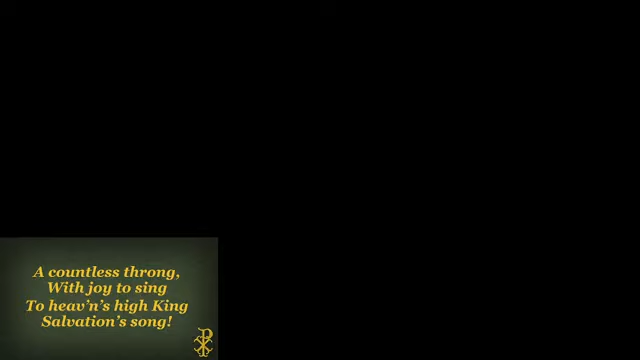 A countless throng,
With joy to sing
To heav'n's high King
Salvation's song!